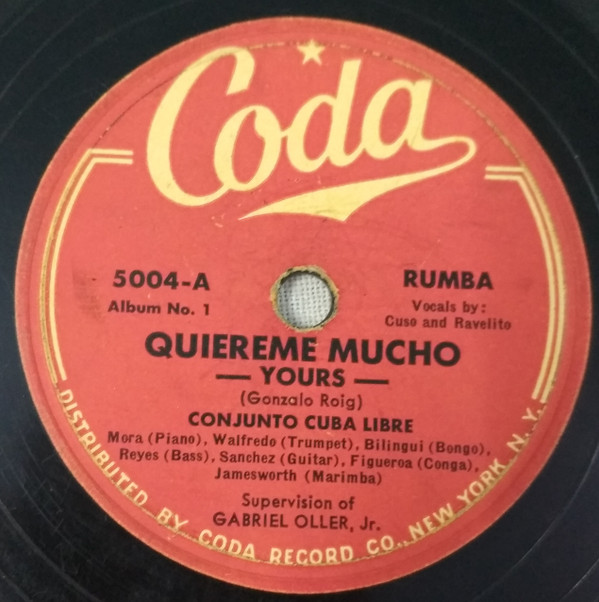 Coda
5004-A
Album No. 1
RUMBA
Vocals by:
Cuso and Ravelito
QUIEREME MUCHO
— YOURS —
(Gonzalo Roig)
CONJUNTO CUBA LIBRE
Mora (Piano), Walfredo (Trumpet), Bilingui (Bongo),
Reyes (Bass), Sanchez (Guitar), Figueroa (Conga),
Jamesworth (Marimba)
Supervision of
GABRIEL OLLER, Jr.
DISTRIBUTED BY CODA RECORD CO., NEW YORK, N. Y.